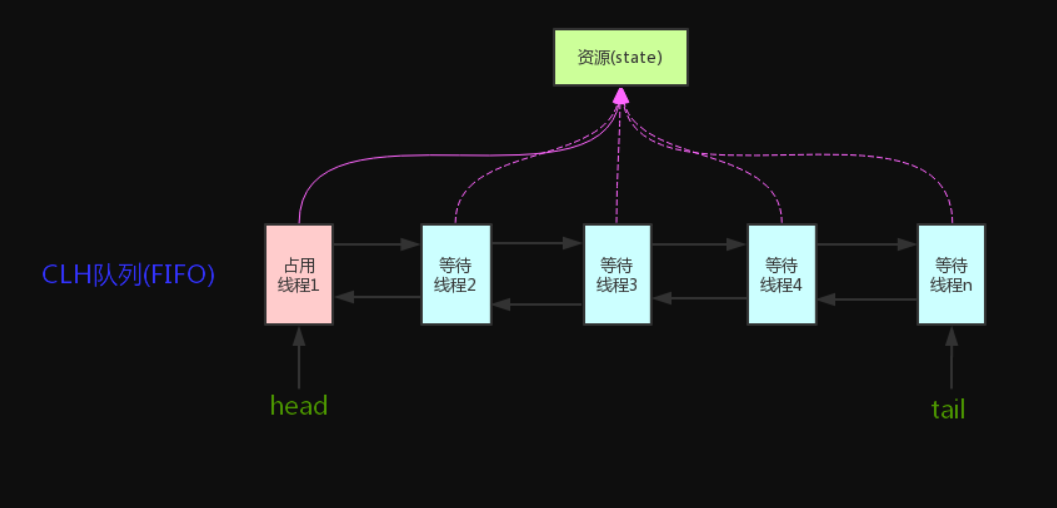 资源(state)
CLH队列(FIFO)
占用
线程1
等待
线程2
等待
线程3
等待
线程4
等待
线程n
head
tail